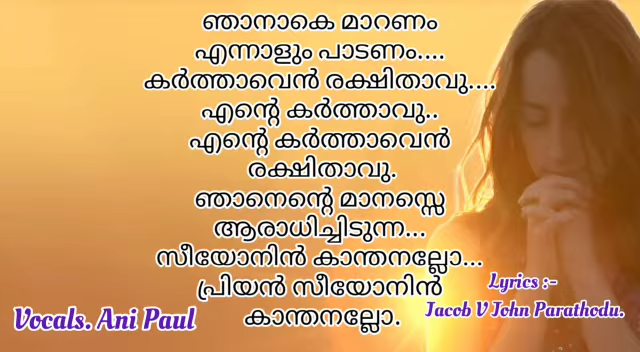 ഞാനാകെ മാറണം
എന്നാളും പാടണം....
കർത്താവെൻ രക്ഷിതാവു....
എന്റെ കർത്താവു..
എന്റെ കർത്താവെൻ
രക്ഷിതാവു.
ഞാനെന്റെ മാനസ്സെ
ആരാധിച്ചിടുന്ന...
സീയോനിൻ കാന്തനല്ലോ...
പ്രിയൻ സീയോനിൻ
കാന്തനല്ലോ.
Lyrics :-
Jacob V John Parathodu.
Vocals. Ani Paul